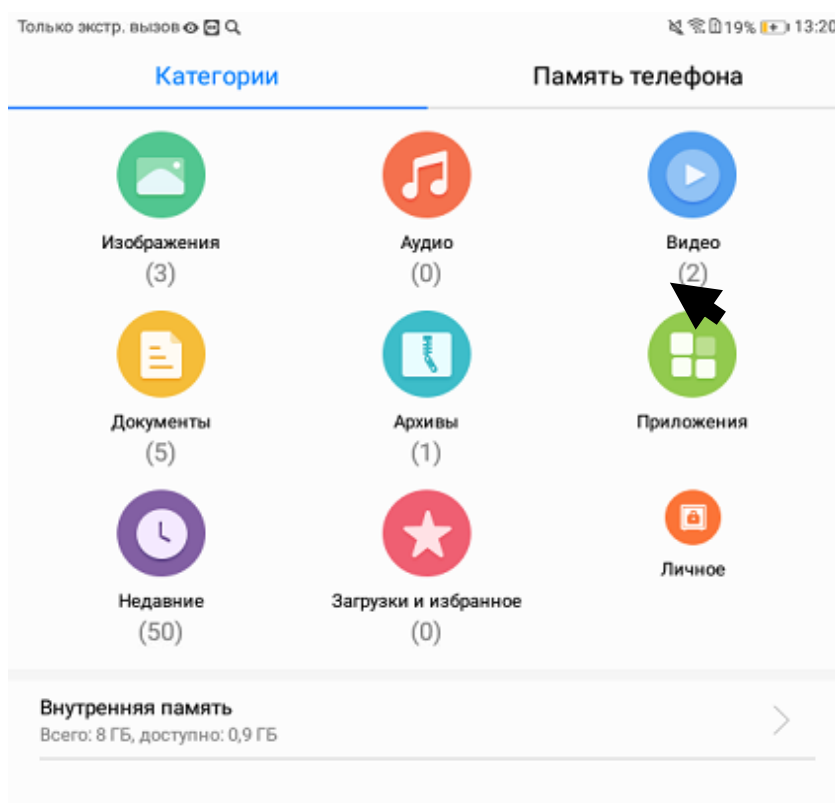 Только экстр. вызов 19% 13:20
Категории Память телефона
Изображения Аудио Видео
(3) (0) (2)
Документы Архивы Приложения
(5) (1)
Личное
Недавние Загрузки и избранное
(50) (0)
Внутренняя память
Всего: 8 ГБ, доступно: 0,9 ГБ